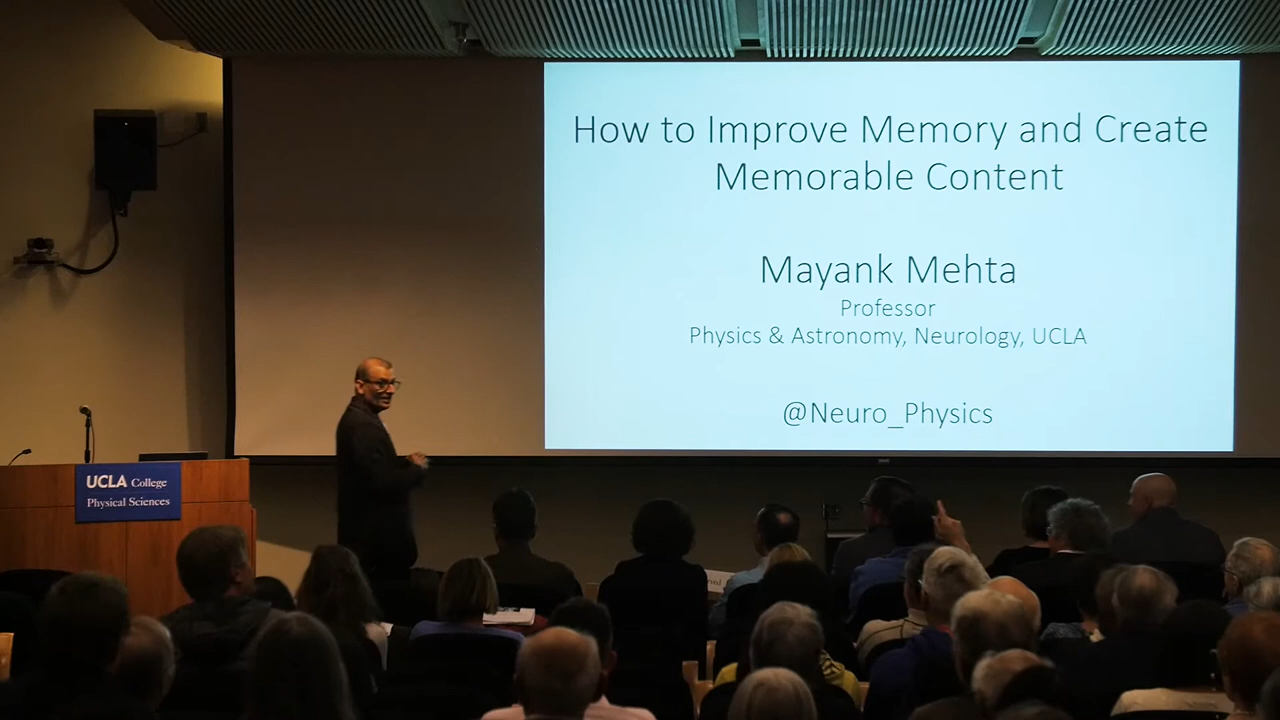 How to Improve Memory and Create
Memorable Content
Mayank Mehta
Professor
Physics & Astronomy, Neurology, UCLA
@Neuro_Physics
UCLA College
Physical Sciences